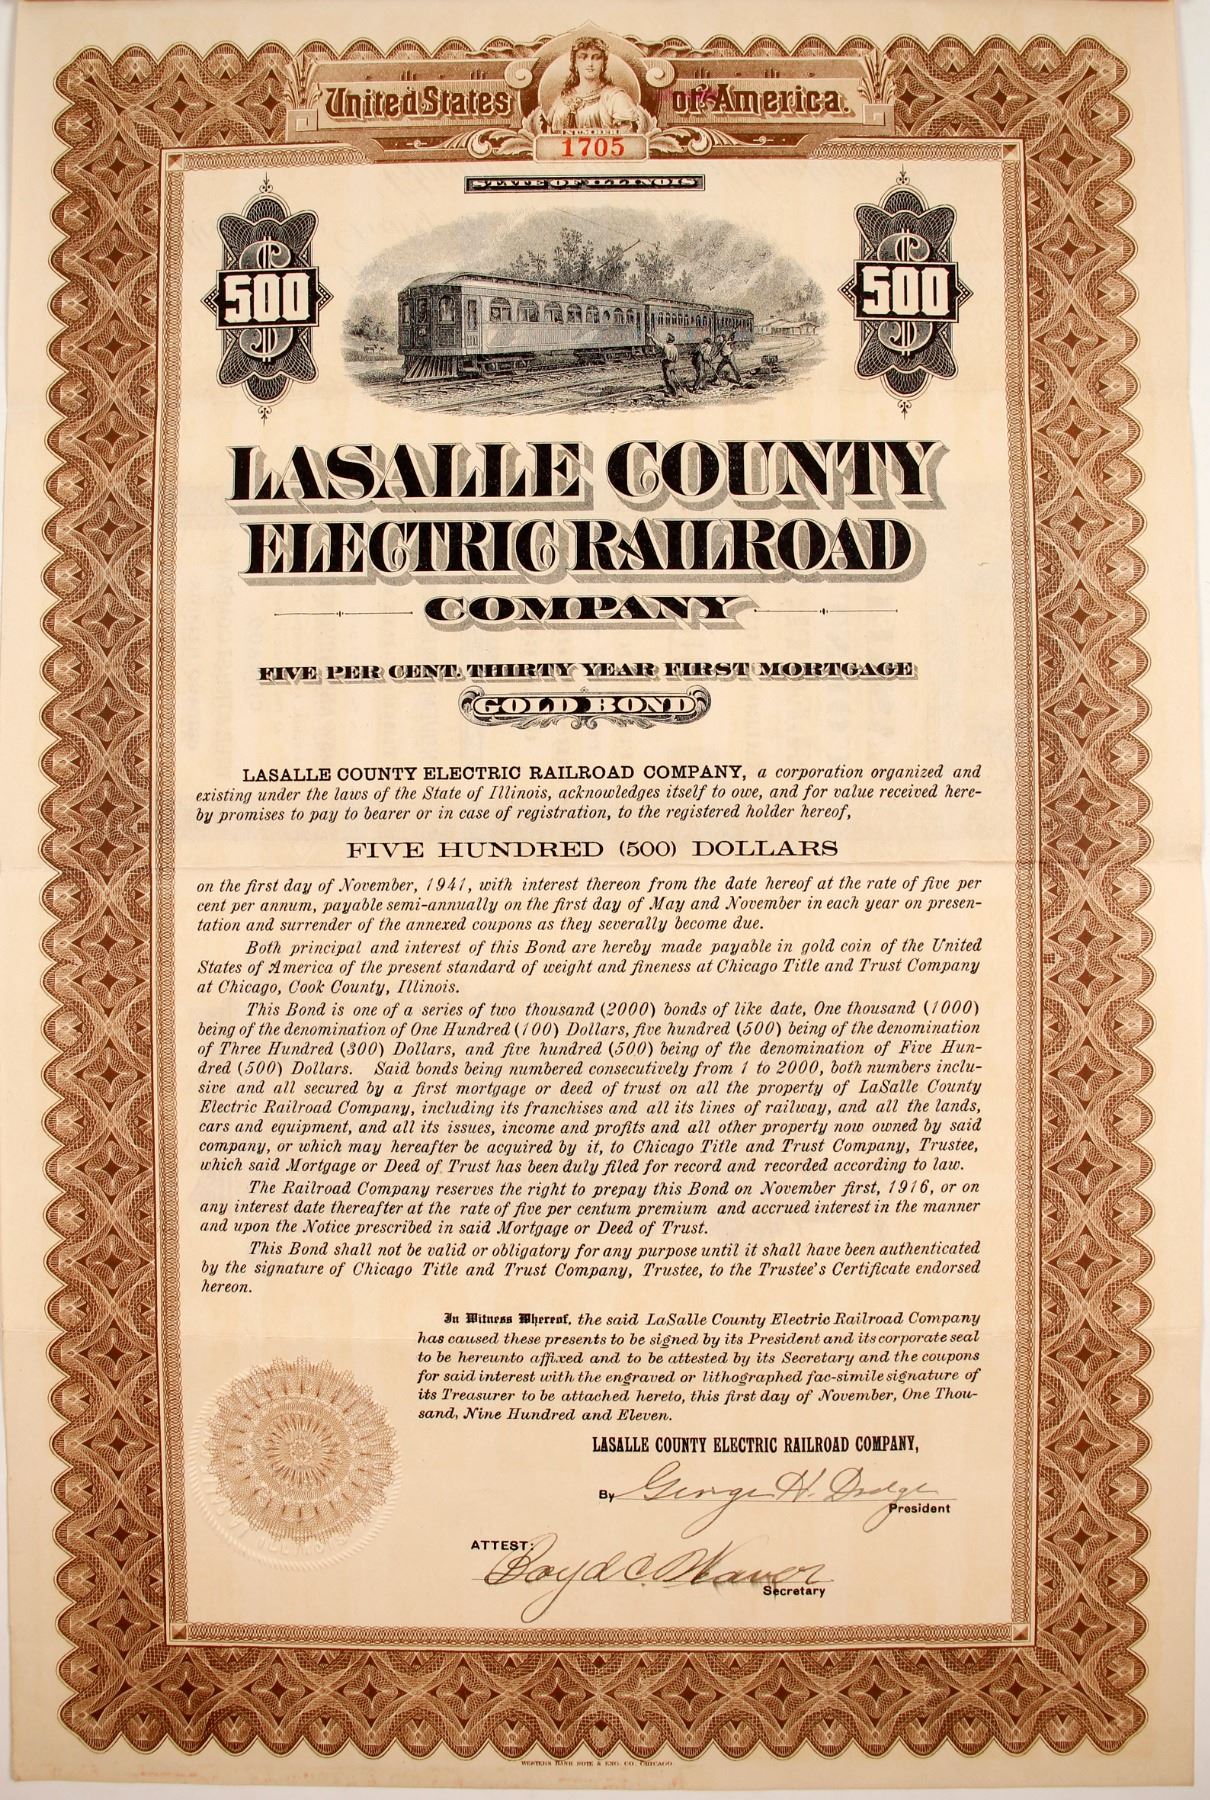 United States of America.
NUMBER
1705
STATE OF ILLINOIS
$500 $500
LASALLE COUNTY
ELECTRIC RAILROAD
COMPANY
FIVE PER CENT. THIRTY YEAR FIRST MORTGAGE
GOLD BOND
LASALLE COUNTY ELECTRIC RAILROAD COMPANY, a corporation organized and
existing under the laws of the State of Illinois, acknowledges itself to owe, and for value received here-
by promises to pay to bearer or in case of registration, to the registered holder hereof,
FIVE HUNDRED (500) DOLLARS
on the first day of November, 1941, with interest thereon from the date hereof at the rate of five per
cent per annum, payable semi-annually on the first day of May and November in each year on presen-
tation and surrender of the annexed coupons as they severally become due.
Both principal and interest of this Bond are hereby made payable in gold coin of the United
States of America of the present standard of weight and fineness at Chicago Title and Trust Company
at Chicago, Cook County, Illinois.
This Bond is one of a series of two thousand (2000) bonds of like date, One thousand (1000)
being of the denomination of One Hundred (100) Dollars, five hundred (500) being of the denomination
of Three Hundred (300) Dollars, and five hundred (500) being of the denomination of Five Hun-
dred (500) Dollars. Said bonds being numbered consecutively from 1 to 2000, both numbers inclu-
sive and all secured by a first mortgage or deed of trust on all the property of LaSalle County
Electric Railroad Company, including its franchises and all its lines of railway, and all the lands,
cars and equipment, and all its issues, income and profits and all other property now owned by said
company, or which may hereafter be acquired by it, to Chicago Title and Trust Company, Trustee,
which said Mortgage or Deed of Trust has been duly filed for record and recorded according to law.
The Railroad Company reserves the right to prepay this Bond on November first, 1916, or on
any interest date thereafter at the rate of five per centum premium and accrued interest in the manner
and upon the Notice prescribed in said Mortgage or Deed of Trust.
This Bond shall not be valid or obligatory for any purpose until it shall have been authenticated
by the signature of Chicago Title and Trust Company, Trustee, to the Trustee's Certificate endorsed
hereon.
In Witness Whereof, the said LaSalle County Electric Railroad Company
has caused these presents to be signed by its President and its corporate seal
to be hereunto affixed and to be attested by its Secretary and the coupons
for said interest with the engraved or lithographed fac-simile signature of
its Treasurer to be attached hereto, this first day of November, One Thou-
sand, Nine Hundred and Eleven.
LASALLE COUNTY ELECTRIC RAILROAD COMPANY,
By George H. Dodge
President
ATTEST:
Boyd C.
Secretary
WESTERN BANK NOTE & ENG. CO. CHICAGO